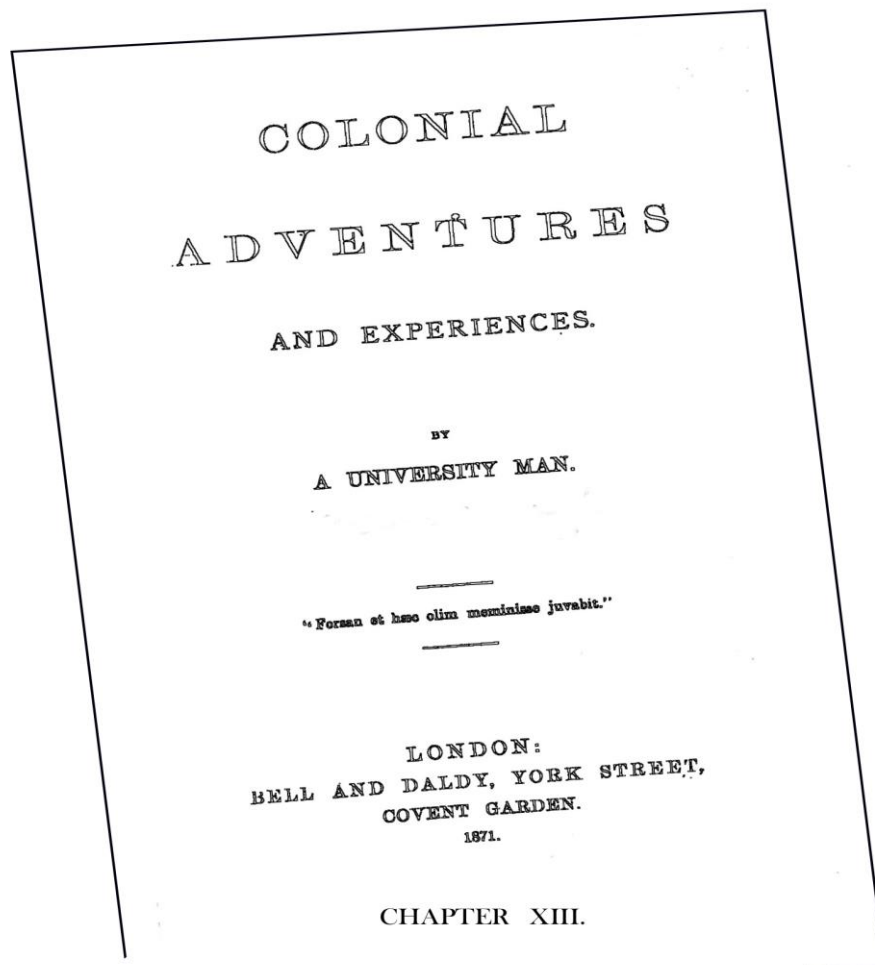 COLONIAL
ADVENTURES
AND EXPERIENCES.
BY
A UNIVERSITY MAN.
"Forsan et hæc olim meminisse juvabit."
LONDON:
BELL AND DALDY, YORK STREET,
COVENT GARDEN.
1871.
CHAPTER XIII.